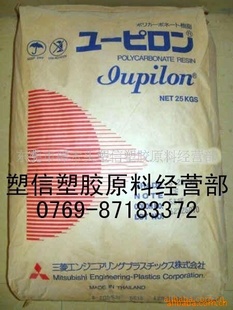 ポリカーボネート樹脂
ユーピロン®
POLYCARBONATE RESIN
Iupilon®
NET 25 KGS
塑信塑胶原料经营部
NOTE
0769-87183372
三菱エンジニアリングプラスチックス株式会社
Mitsubishi Engineering-Plastics Corporation
MADE IN THAILAND